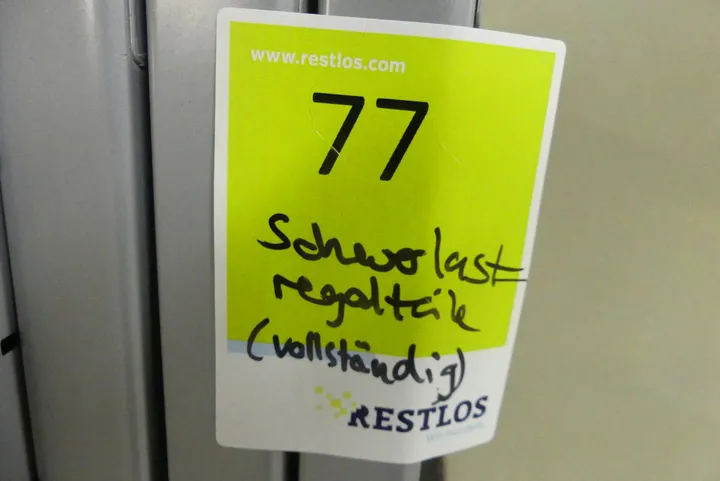 www.restlos.com
77
Schwerlast
regalteile
(vollständig)
RESTLOS